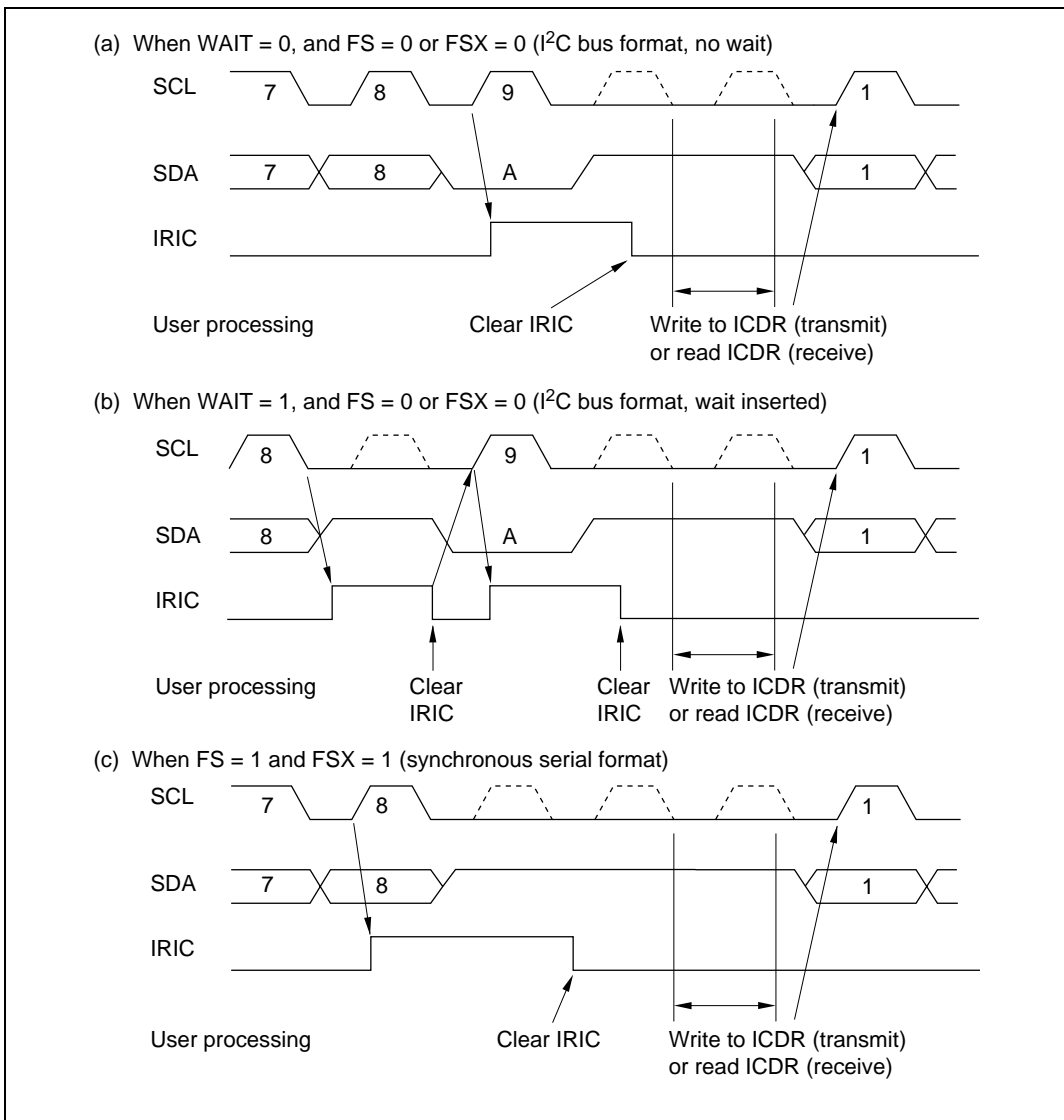 (a) When WAIT = 0, and FS = 0 or FSX = 0 (I²C bus format, no wait)
SCL
7 8 9 1
SDA
7 8 A 1
IRIC
User processing Clear IRIC Write to ICDR (transmit)
or read ICDR (receive)
(b) When WAIT = 1, and FS = 0 or FSX = 0 (I²C bus format, wait inserted)
SCL
8 9 1
SDA
8 A 1
IRIC
User processing Clear Clear Write to ICDR (transmit)
IRIC IRIC or read ICDR (receive)
(c) When FS = 1 and FSX = 1 (synchronous serial format)
SCL
7 8 1
SDA
7 8 1
IRIC
User processing Clear IRIC Write to ICDR (transmit)
or read ICDR (receive)